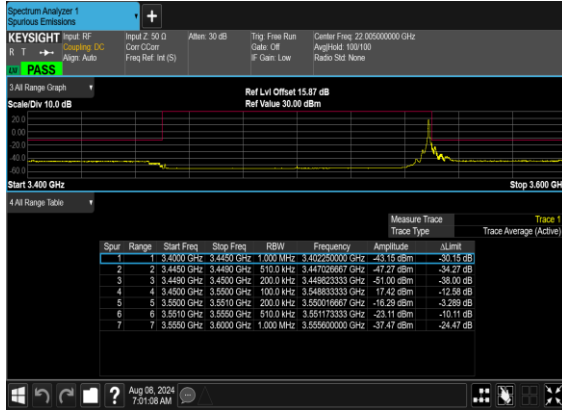 Spectrum Analyzer 1
Spurious Emissions
KEYSIGHT Input: RF Input Z: 50 Ω Atten: 30 dB Trig: Free Run Center Freq: 22.005000000 GHz
R T Coupling: DC Corr CCorr Gate: Off Avg|Hold: 100/100
Align: Auto Freq Ref: Int (S) IF Gain: Low Radio Std: None
PASS
3 All Range Graph
Ref Lvl Offset 15.87 dB
Scale/Div 10.0 dB Ref Value 30.00 dBm
20.0
0.00
-20.0
-40.0
-60.0
Start 3.400 GHz Stop 3.600 GH
4 All Range Table
Measure Trace Trace 1
Trace Type Trace Average (Active)
Spur Range Start Freq Stop Freq RBW Frequency Amplitude ΔLimit
1 1 3.4000 GHz 3.4450 GHz 1.000 MHz 3.402250000 GHz -43.15 dBm -30.15 dB
2 2 3.4450 GHz 3.4490 GHz 510.0 kHz 3.447026667 GHz -47.27 dBm -34.27 dB
3 3 3.4490 GHz 3.4500 GHz 200.0 kHz 3.449823333 GHz -51.00 dBm -38.00 dB
4 4 3.4500 GHz 3.5500 GHz 100.0 kHz 3.548833333 GHz 17.42 dBm -12.58 dB
5 5 3.5500 GHz 3.5510 GHz 200.0 kHz 3.550016667 GHz -16.29 dBm -3.289 dB
6 6 3.5510 GHz 3.5550 GHz 510.0 kHz 3.551173333 GHz -23.11 dBm -10.11 dB
7 7 3.5550 GHz 3.6000 GHz 1.000 MHz 3.555600000 GHz -37.47 dBm -24.47 dB
Aug 08, 2024
7:01:08 AM